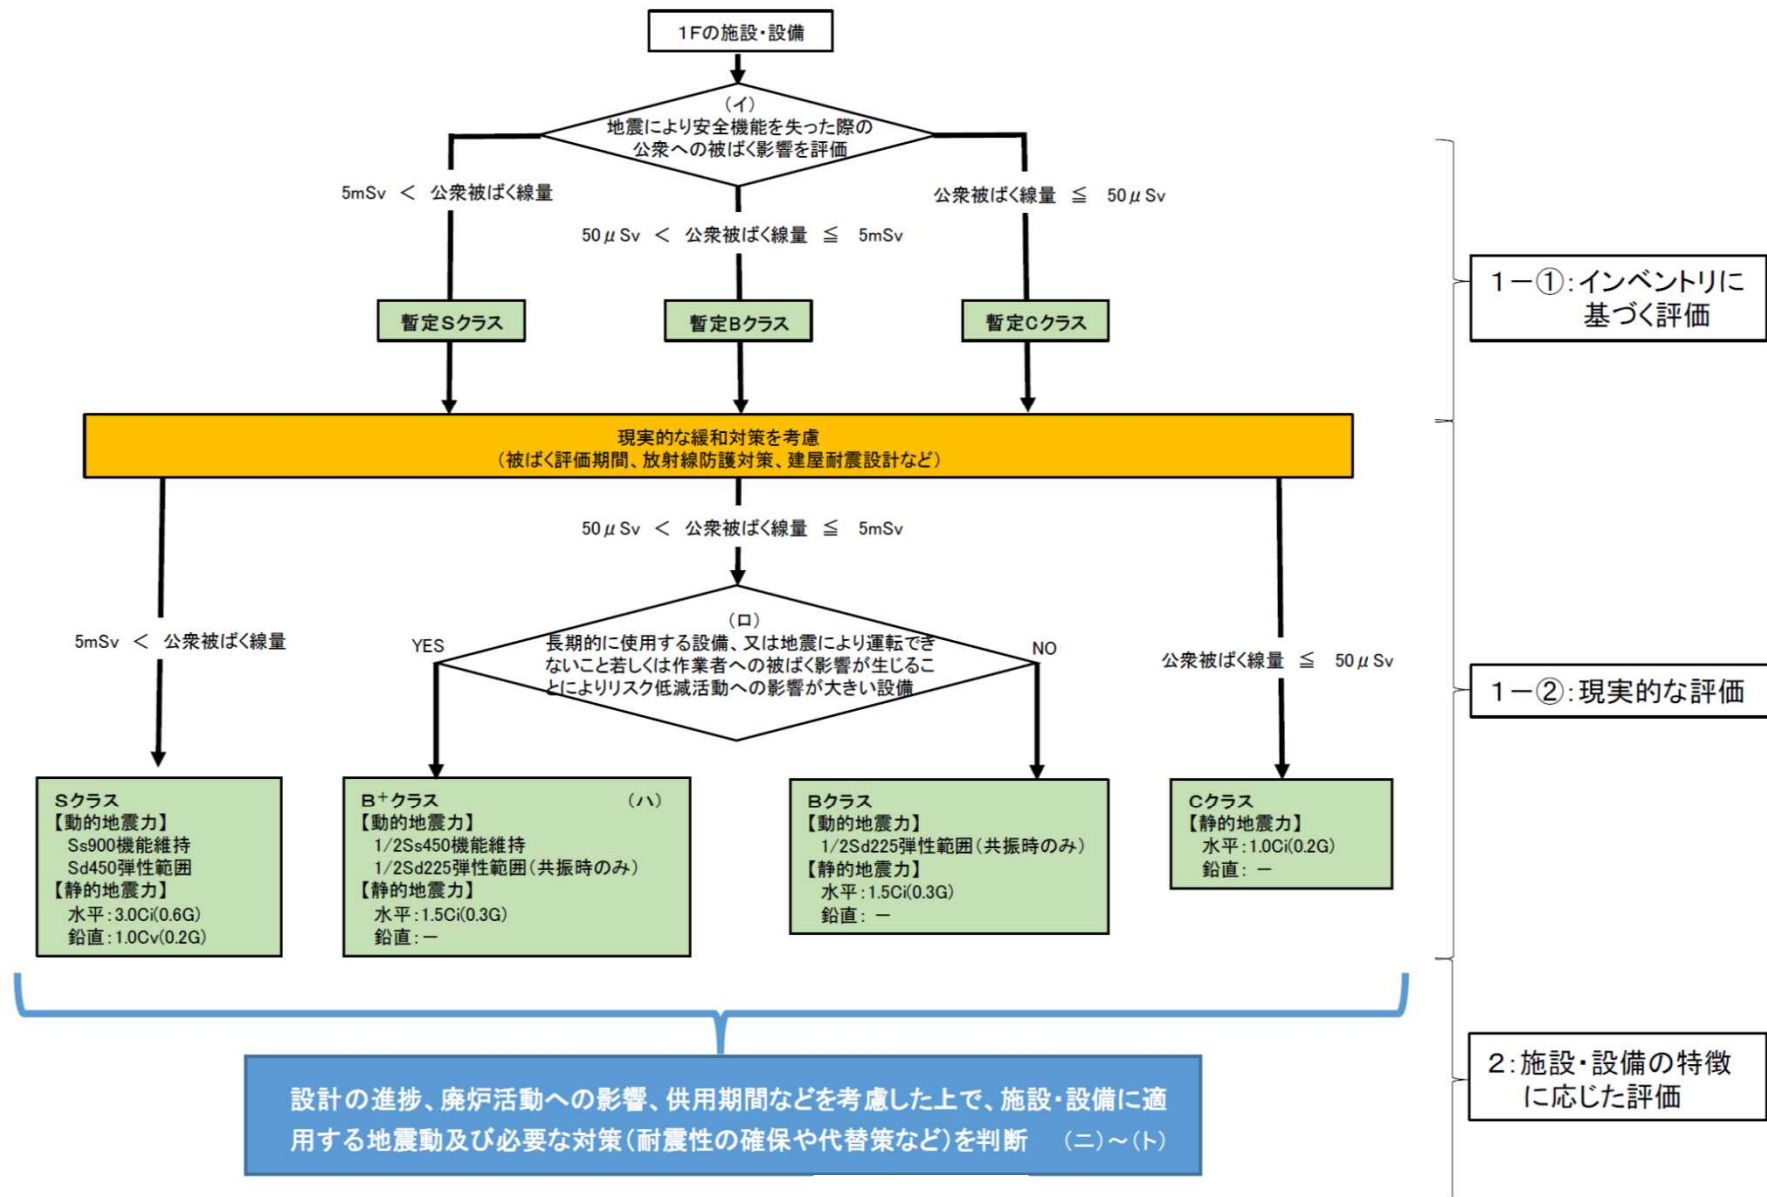 1Fの施設・設備
(イ)
地震により安全機能を失った際の
公衆への被ばく影響を評価
5mSv ＜ 公衆被ばく線量
50μSv ＜ 公衆被ばく線量 ≦ 5mSv
公衆被ばく線量 ≦ 50μSv
暫定Sクラス
暫定Bクラス
暫定Cクラス
1－①:インベントリに
基づく評価
現実的な緩和対策を考慮
(被ばく評価期間、放射線防護対策、建屋耐震設計など)
50μSv ＜ 公衆被ばく線量 ≦ 5mSv
5mSv ＜ 公衆被ばく線量
YES
(ロ)
長期的に使用する設備、又は地震により運転でき
ないこと若しくは作業者への被ばく影響が生じるこ
とによりリスク低減活動への影響が大きい設備
NO
公衆被ばく線量 ≦ 50μSv
1－②:現実的な評価
Sクラス
【動的地震力】
Ss900機能維持
Sd450弾性範囲
【静的地震力】
水平:3.0Ci(0.6G)
鉛直:1.0Cv(0.2G)
B⁺クラス (ハ)
【動的地震力】
1/2Ss450機能維持
1/2Sd225弾性範囲(共振時のみ)
【静的地震力】
水平:1.5Ci(0.3G)
鉛直:－
Bクラス
【動的地震力】
1/2Sd225弾性範囲(共振時のみ)
【静的地震力】
水平:1.5Ci(0.3G)
鉛直: －
Cクラス
【静的地震力】
水平:1.0Ci(0.2G)
鉛直: －
設計の進捗、廃炉活動への影響、供用期間などを考慮した上で、施設・設備に適
用する地震動及び必要な対策(耐震性の確保や代替策など)を判断 (ニ)～(ト)
2:施設・設備の特徴
に応じた評価